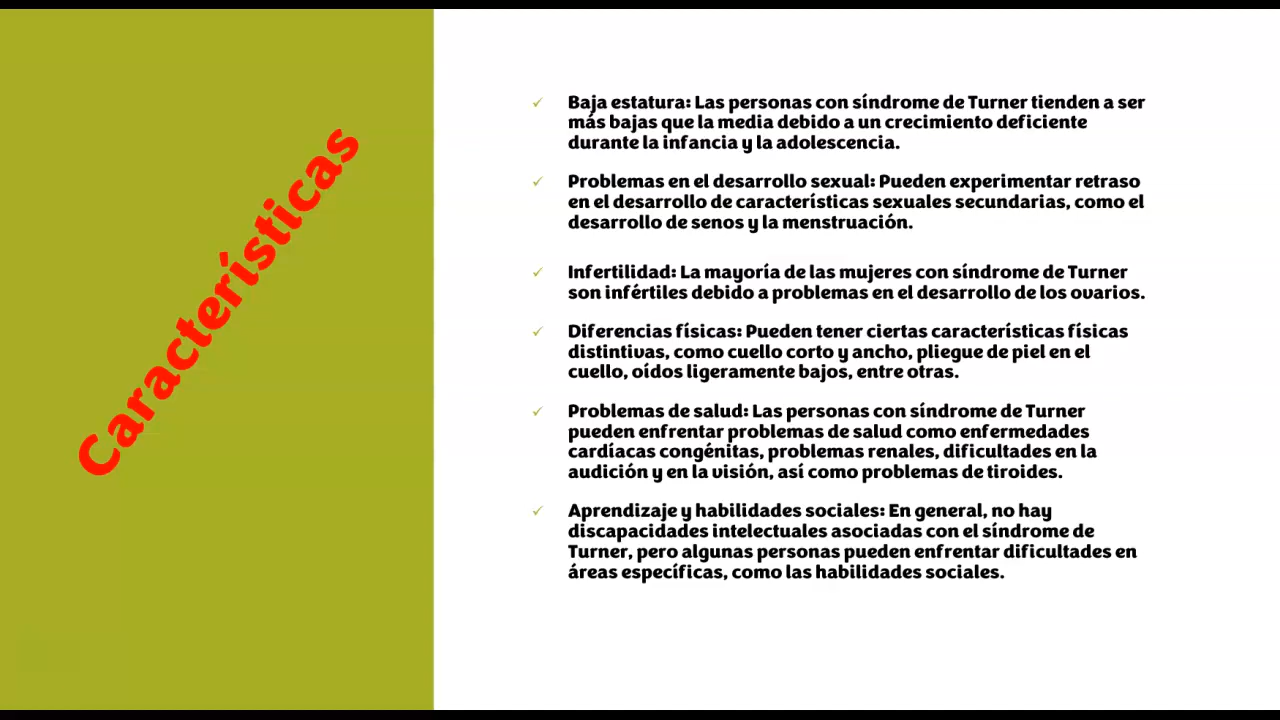 Características
Baja estatura: Las personas con síndrome de Turner tienden a ser
más bajas que la media debido a un crecimiento deficiente
durante la infancia y la adolescencia.
Problemas en el desarrollo sexual: Pueden experimentar retraso
en el desarrollo de características sexuales secundarias, como el
desarrollo de senos y la menstruación.
Infertilidad: La mayoría de las mujeres con síndrome de Turner
son infértiles debido a problemas en el desarrollo de los ovarios.
Diferencias físicas: Pueden tener ciertas características físicas
distintivas, como cuello corto y ancho, pliegue de piel en el
cuello, oídos ligeramente bajos, entre otras.
Problemas de salud: Las personas con síndrome de Turner
pueden enfrentar problemas de salud como enfermedades
cardíacas congénitas, problemas renales, dificultades en la
audición y en la visión, así como problemas de tiroides.
Aprendizaje y habilidades sociales: En general, no hay
discapacidades intelectuales asociadas con el síndrome de
Turner, pero algunas personas pueden enfrentar dificultades en
áreas específicas, como las habilidades sociales.